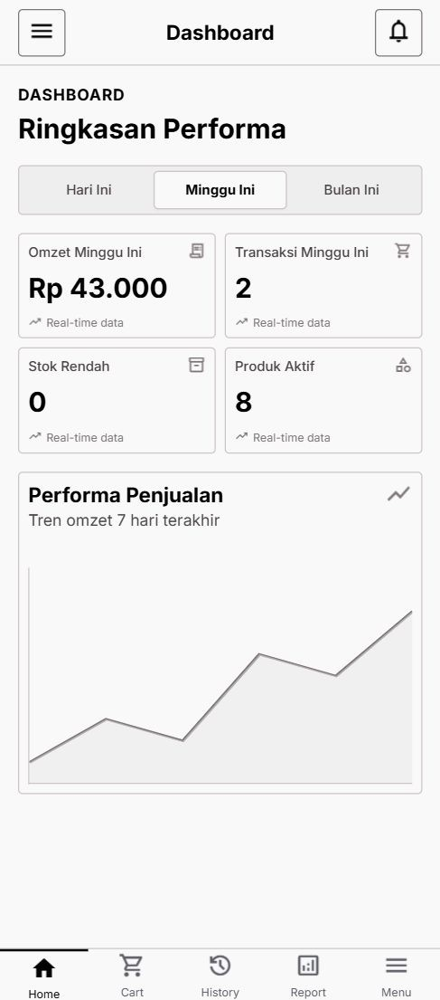 Dashboard
DASHBOARD
Ringkasan Performa
Hari Ini
Minggu Ini
Bulan Ini
Omzet Minggu Ini
Rp 43.000
Real-time data
Transaksi Minggu Ini
2
Real-time data
Stok Rendah
0
Real-time data
Produk Aktif
8
Real-time data
Performa Penjualan
Tren omzet 7 hari terakhir
Home
Cart
History
Report
Menu